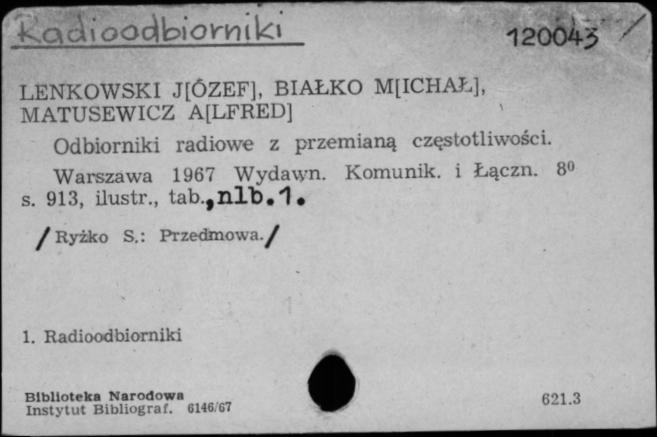 Radioodbiorniki
120043
LENKOWSKI J[ÓZEF], BIAŁKO M[ICHAŁ],
MATUSEWICZ A[LFRED]
Odbiorniki radiowe z przemianą częstotliwości.
Warszawa 1967 Wydawn. Komunik. i Łączn. 8⁰
s. 913, ilustr., tab., nlb. 1.
/ Ryżko S.: Przedmowa. /
1. Radioodbiorniki
Biblioteka Narodowa
Instytut Bibliograf. 6146/67
621.3